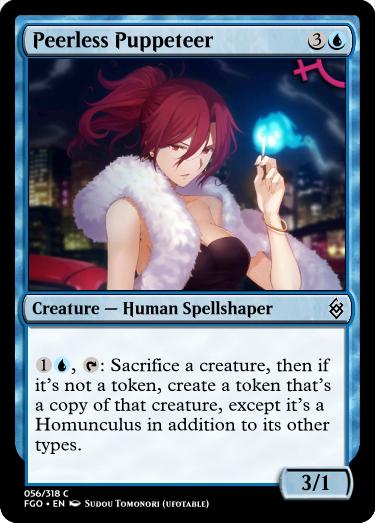 Peerless Puppeteer 3
Creature — Human Spellshaper
1, : Sacrifice a creature, then if
it's not a token, create a token that's
a copy of that creature, except it's a
Homunculus in addition to its other
types.
3/1
056/318 C
FGO • EN Sudou Tomonori (ufotable)